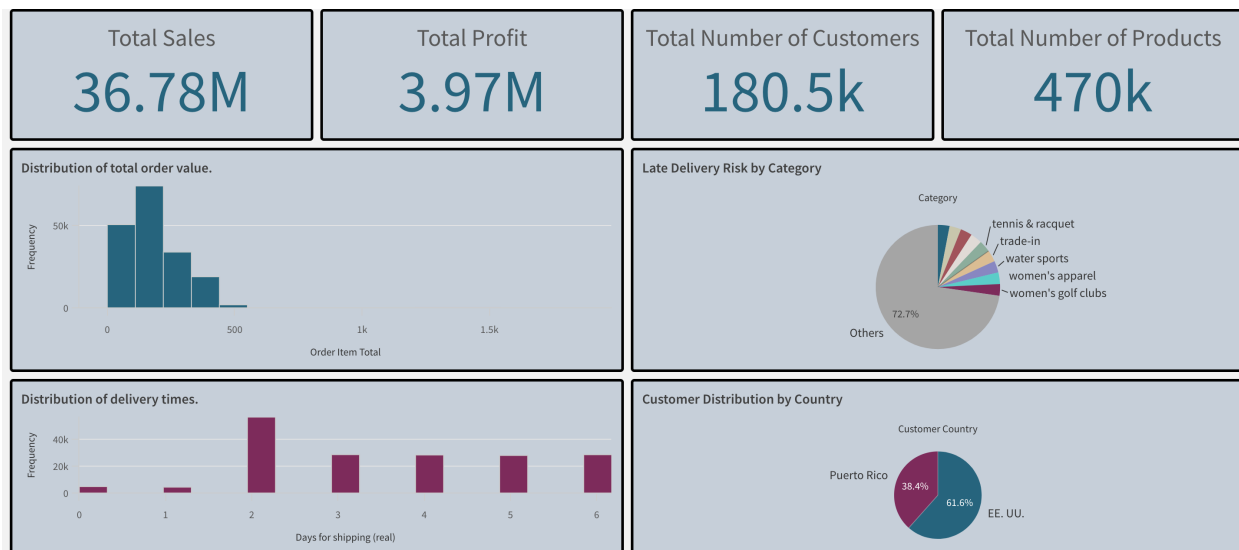 Total Sales
36.78M
Total Profit
3.97M
Total Number of Customers
180.5k
Total Number of Products
470k
Distribution of total order value.
Frequency
50k
0
0
500
1k
1.5k
Order Item Total
Late Delivery Risk by Category
Category
tennis & racquet
trade-in
water sports
women's apparel
women's golf clubs
72.7%
Others
Distribution of delivery times.
Frequency
40k
20k
0
0
1
2
3
4
5
6
Days for shipping (real)
Customer Distribution by Country
Customer Country
Puerto Rico
38.4%
61.6%
EE. UU.